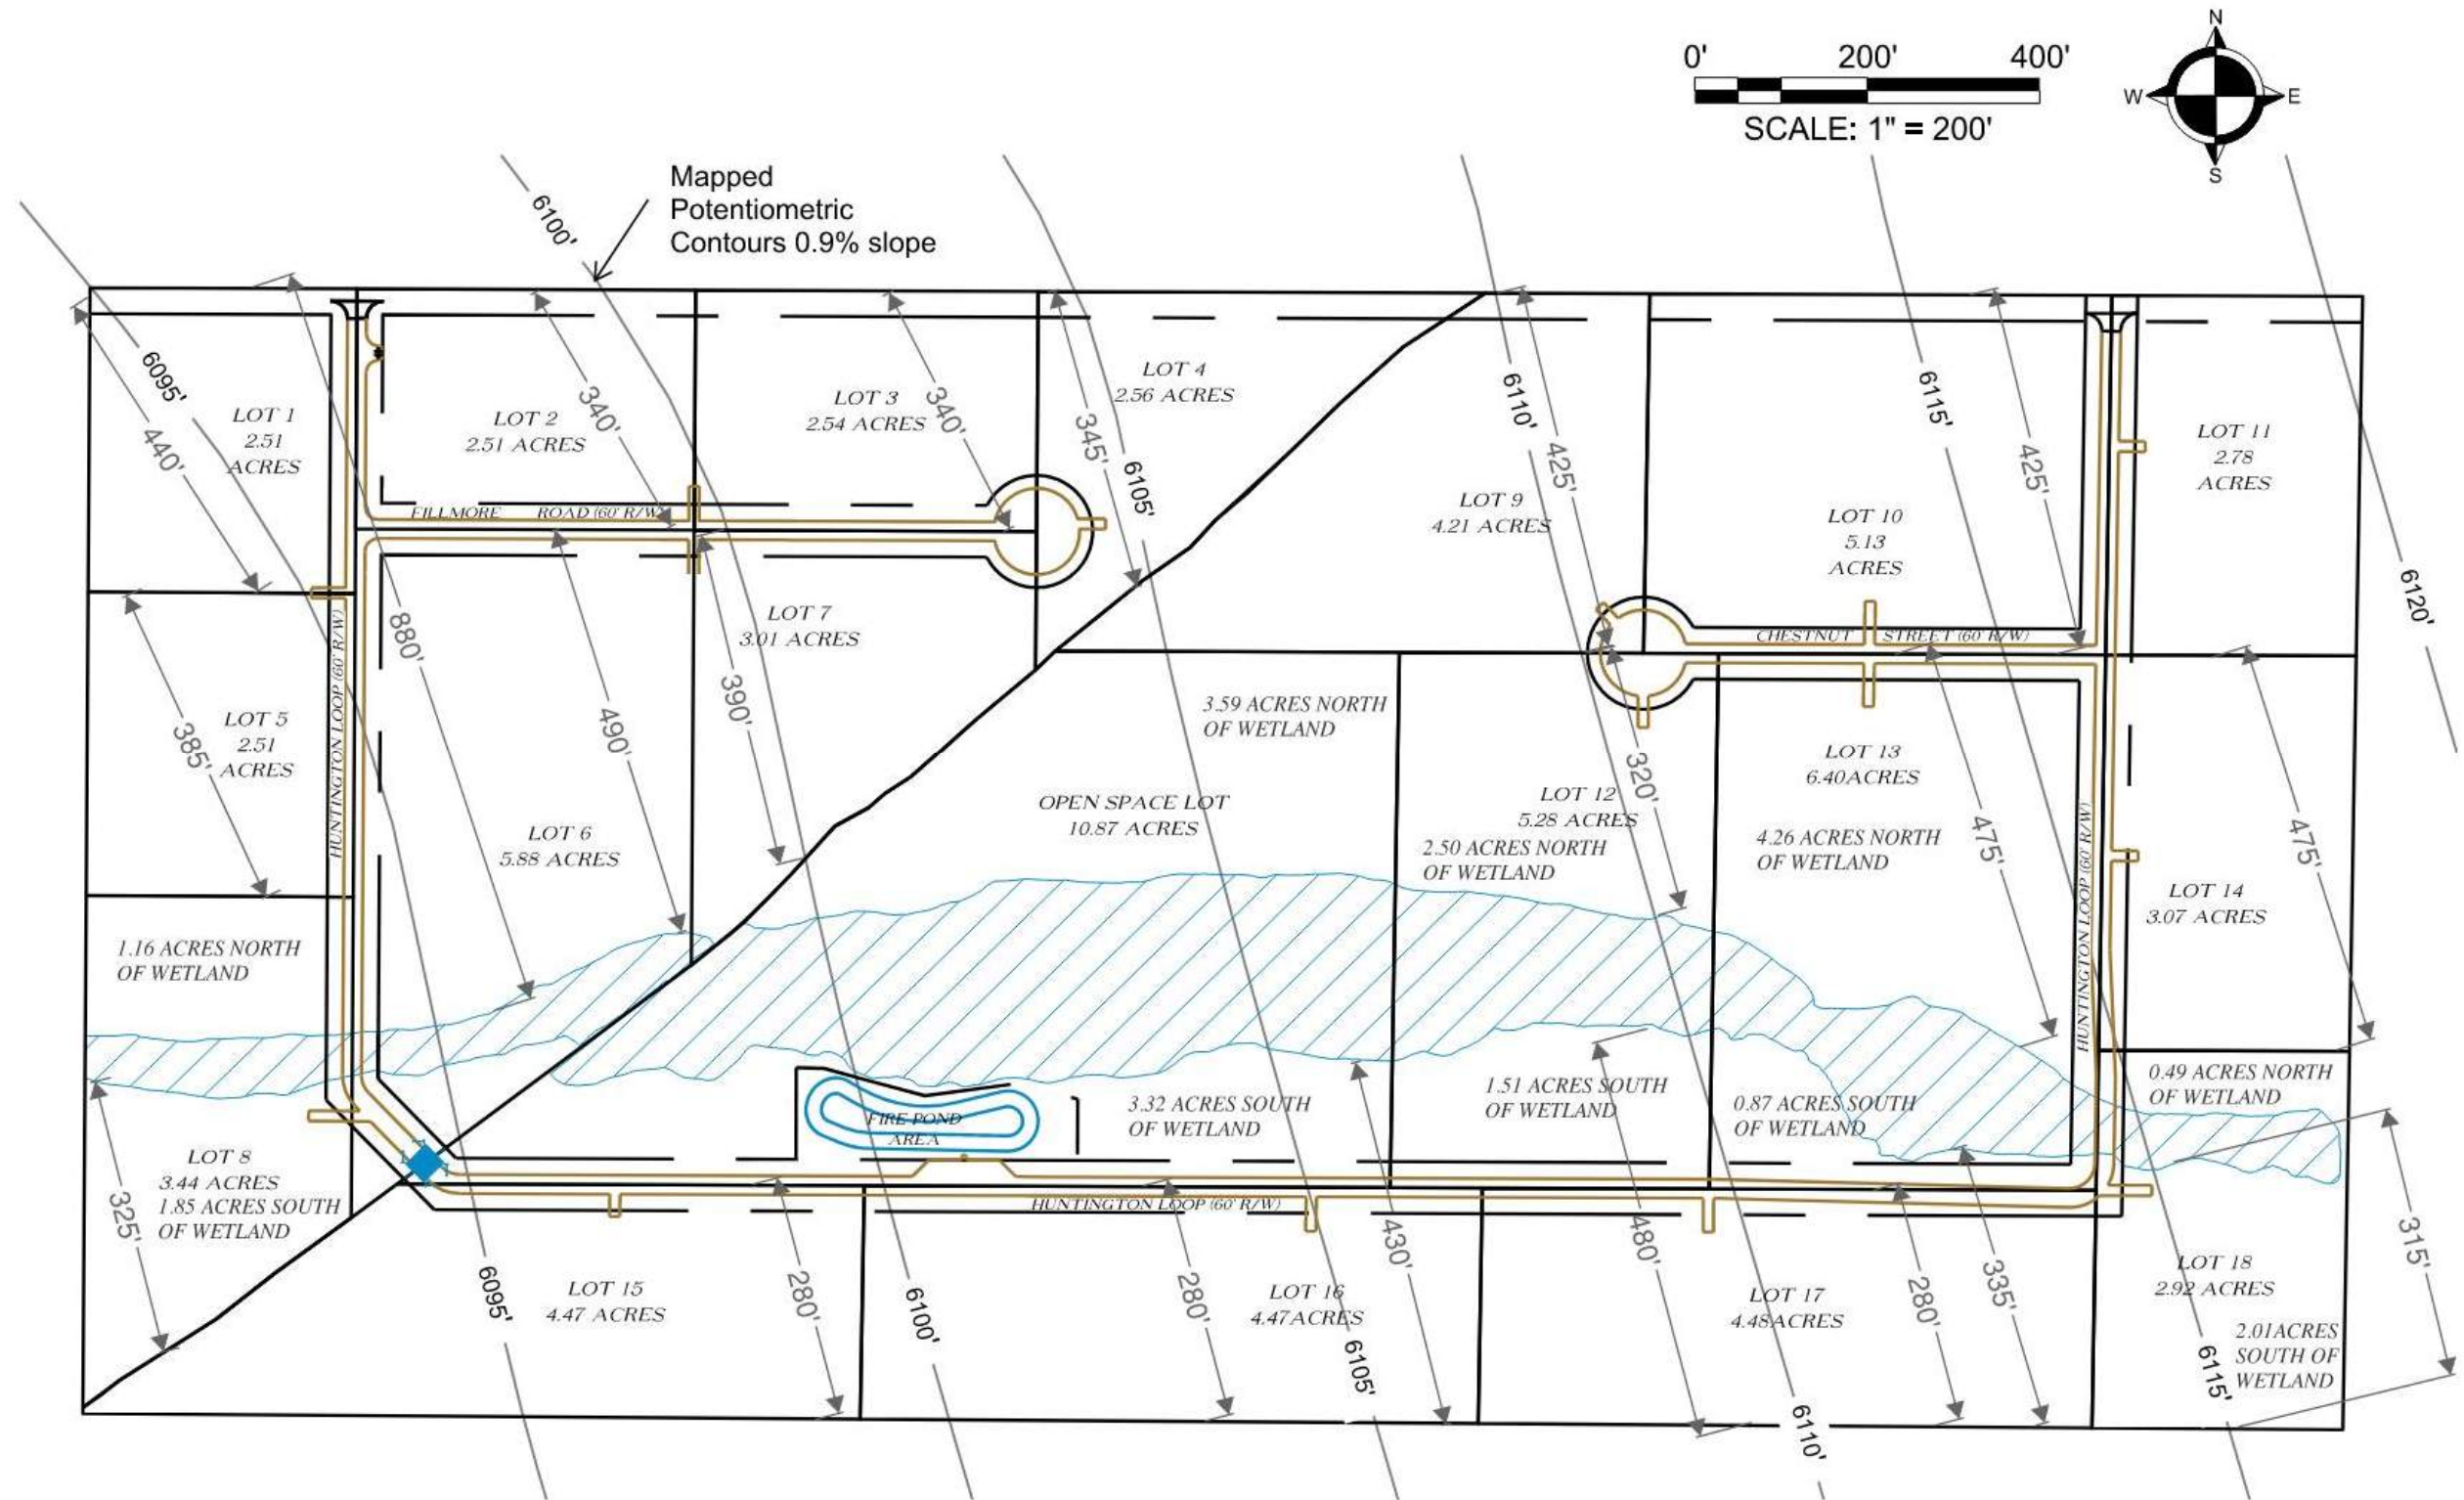 N
0' 200' 400'
W E
SCALE: 1" = 200'
S
Mapped
Potentiometric
Contours 0.9% slope
6100'
6095'
440'
LOT 1
2.51
ACRES
LOT 2
2.51 ACRES
340'
LOT 3
2.54 ACRES
340'
345'
LOT 4
2.56 ACRES
6105'
6110'
425'
LOT 9
4.21 ACRES
6115'
425'
LOT 10
5.13
ACRES
LOT 11
2.78
ACRES
6120'
FILLMORE ROAD (60' R/W)
CHESTNUT STREET (60' R/W)
880'
HUNTINGTON LOOP (60' R/W)
LOT 7
3.01 ACRES
390'
490'
385'
LOT 5
2.51
ACRES
LOT 6
5.88 ACRES
3.59 ACRES NORTH
OF WETLAND
OPEN SPACE LOT
10.87 ACRES
320'
LOT 12
5.28 ACRES
2.50 ACRES NORTH
OF WETLAND
LOT 13
6.40ACRES
4.26 ACRES NORTH
OF WETLAND
475'
HUNTINGTON LOOP (60' R/W)
475'
LOT 14
3.07 ACRES
1.16 ACRES NORTH
OF WETLAND
FIRE POND
AREA
3.32 ACRES SOUTH
OF WETLAND
1.51 ACRES SOUTH
OF WETLAND
0.87 ACRES SOUTH
OF WETLAND
0.49 ACRES NORTH
OF WETLAND
LOT 8
3.44 ACRES
1.85 ACRES SOUTH
OF WETLAND
325'
HUNTINGTON LOOP (60' R/W)
6095'
LOT 15
4.47 ACRES
280'
6100'
280'
LOT 16
4.47ACRES
6105'
430'
480'
LOT 17
4.48ACRES
6110'
280'
335'
LOT 18
2.92 ACRES
315'
2.01ACRES
SOUTH OF
WETLAND
6115'